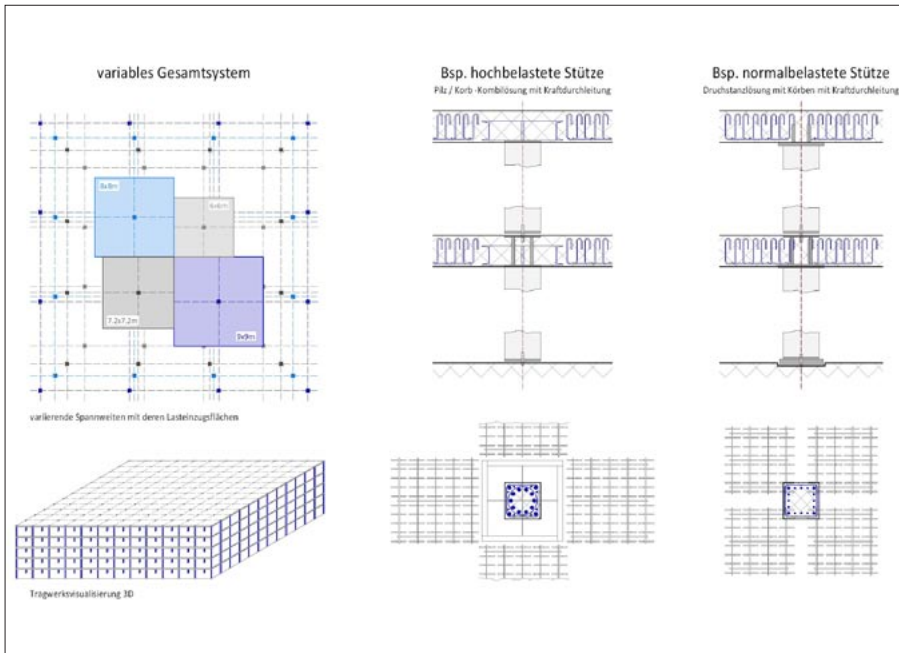 variables Gesamtsystem
8x8m
6x6m
7.2x7.2m
9x9m
variierende Spannweiten mit deren Lasteinzugsflächen
Tragwerksvisualisierung 3D
Bsp. hochbelastete Stütze
Pilz / Korb -Kombilösung mit Kraftdurchleitung
Bsp. normalbelastete Stütze
Druchstanzlösung mit Körben mit Kraftdurchleitung